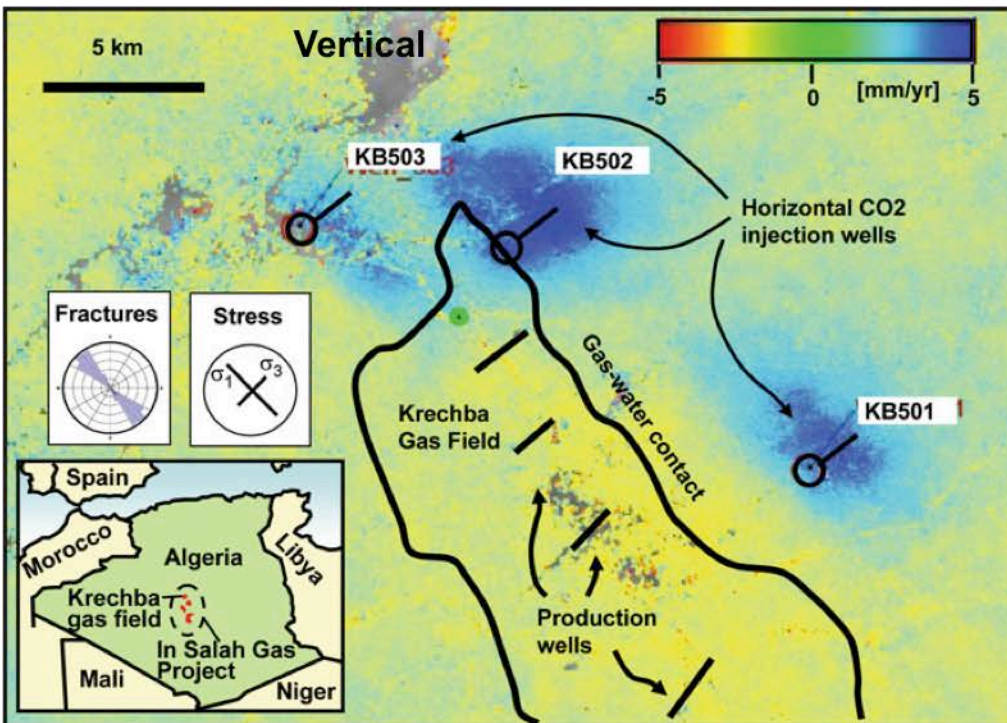 5 km
Vertical
-5
0
[mm/yr]
5
KB503
KB502
Horizontal CO2
injection wells
Fractures
Stress
σ1
σ3
Krechba
Gas Field
Gas-water contact
KB501
1
Production
wells
Spain
Morocco
Algeria
Libya
Krechba
gas field
In Salah Gas
Project
Mali
Niger